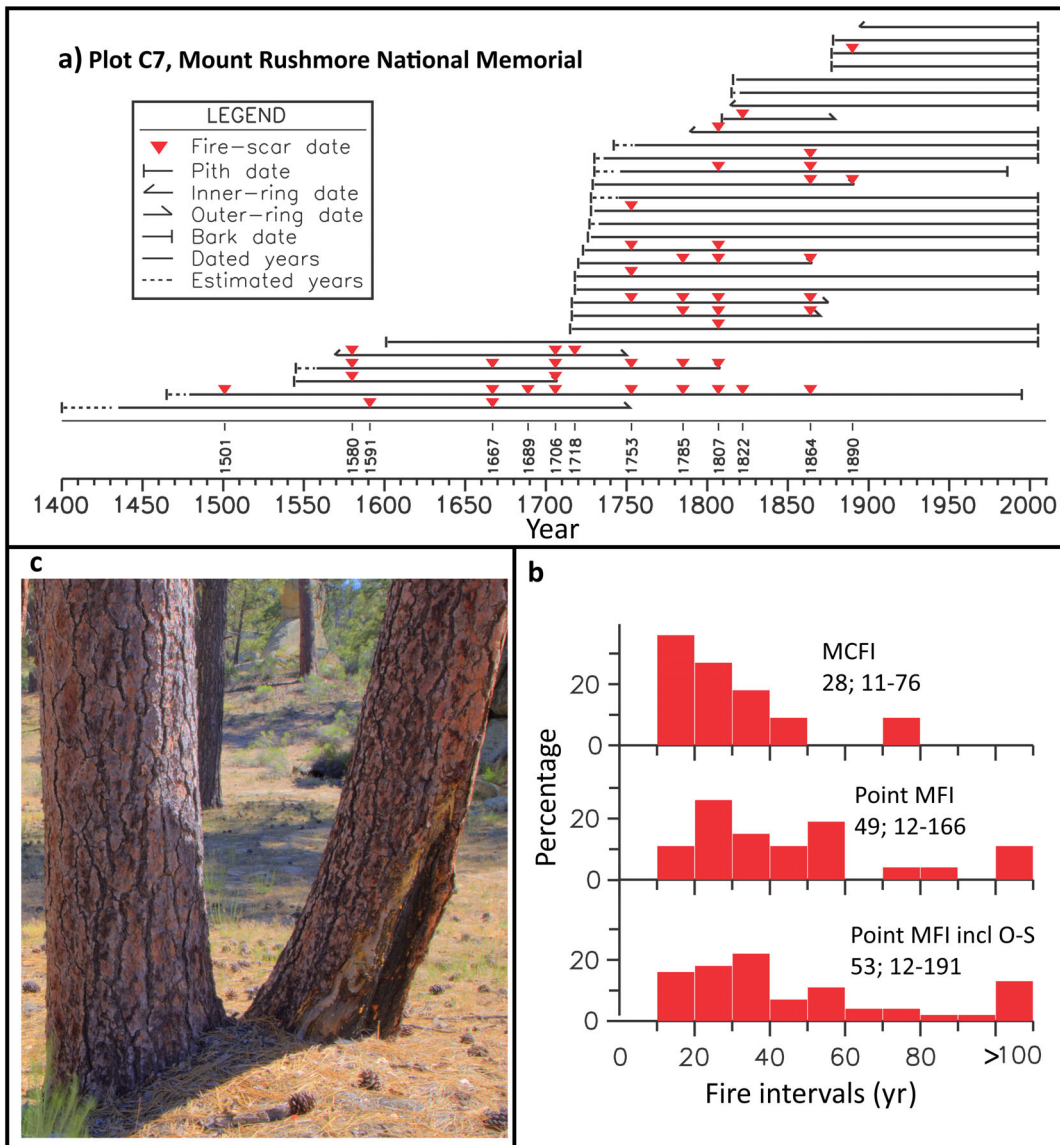 a) Plot C7, Mount Rushmore National Memorial
LEGEND
Fire-scar date
Pith date
Inner-ring date
Outer-ring date
Bark date
Dated years
Estimated years
1501 1580 1591 1667 1689 1706 1718 1753 1785 1807 1822 1864 1890
1400 1450 1500 1550 1600 1650 1700 1750 1800 1850 1900 1950 2000
Year
c
b
MCFI
28; 11-76
20
0
Point MFI
49; 12-166
20
0
Point MFI incl O-S
53; 12-191
20
0
Percentage
0 20 40 60 80 >100
Fire intervals (yr)